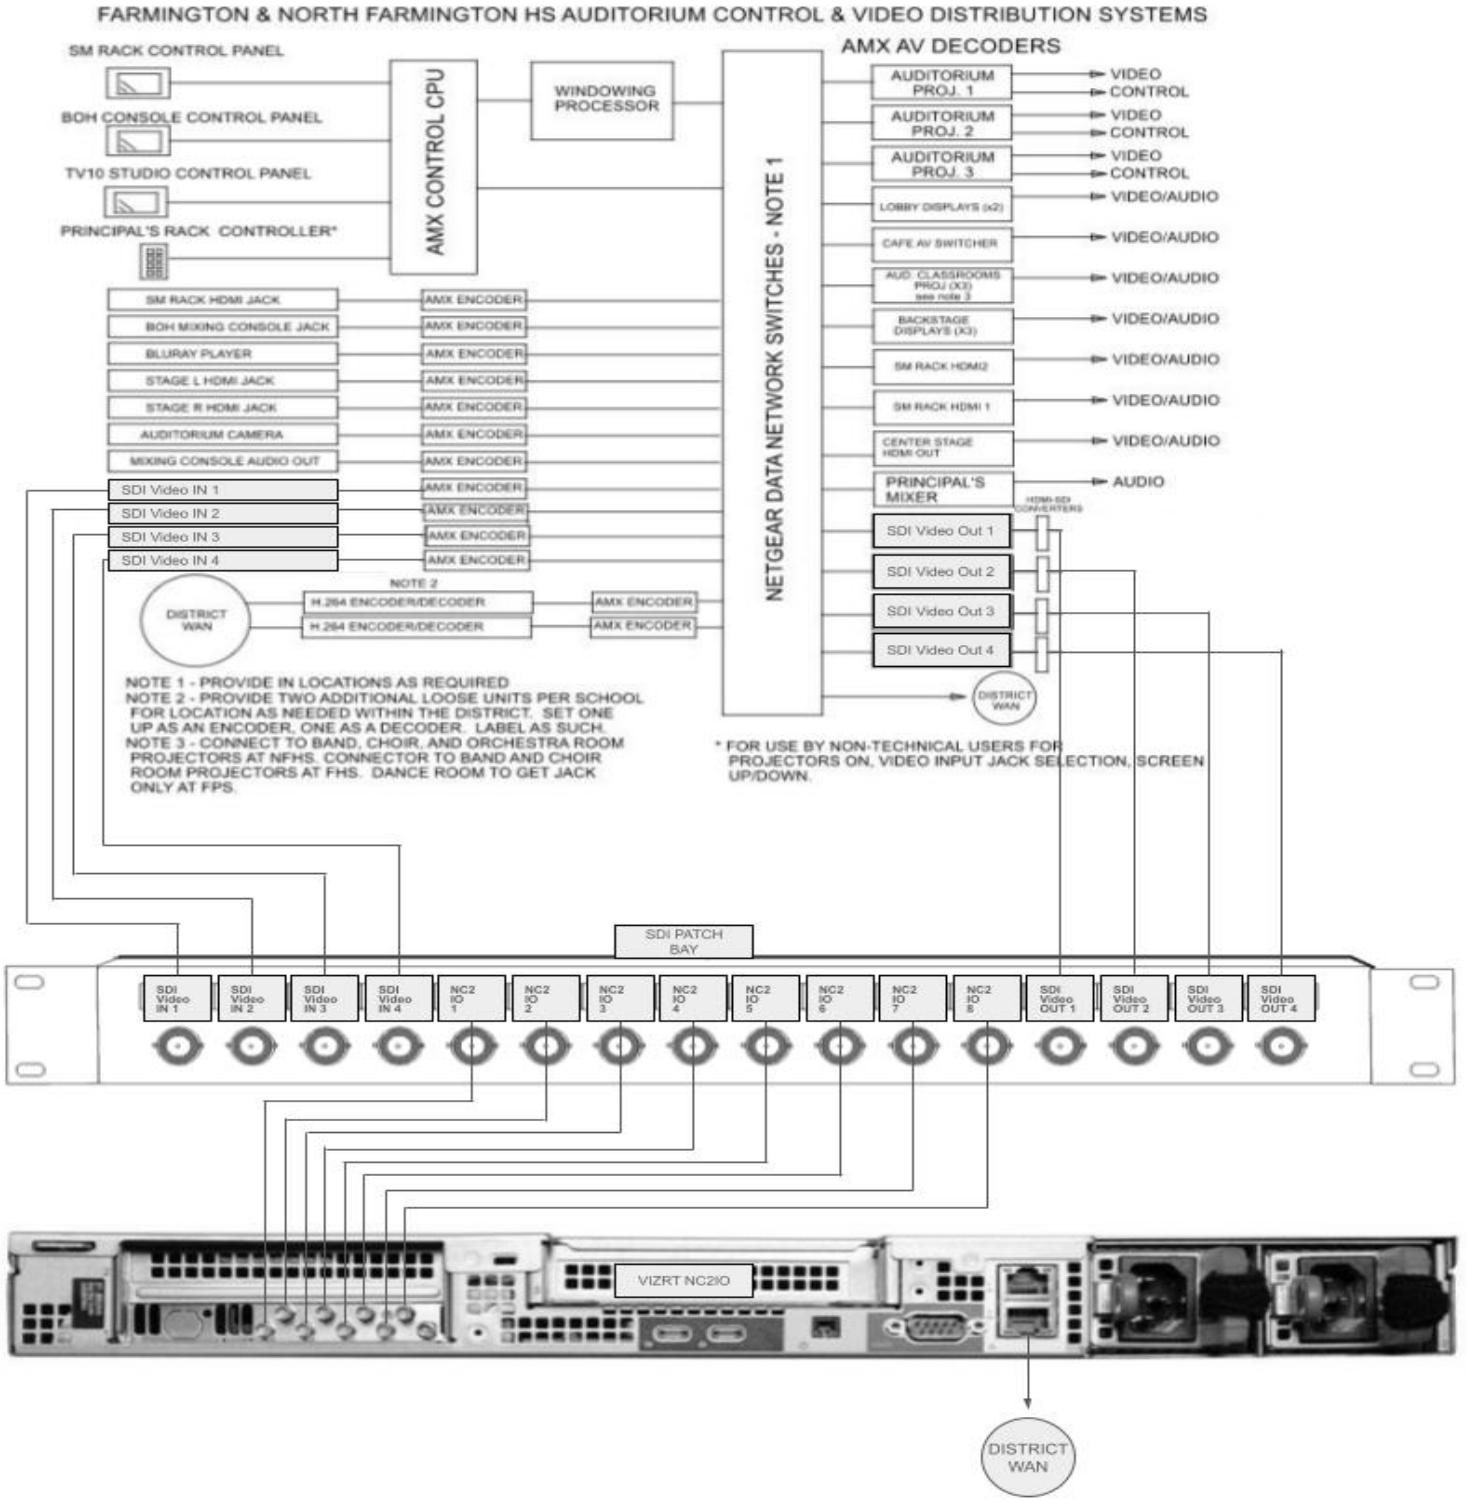 FARMINGTON & NORTH FARMINGTON HS AUDITORIUM CONTROL & VIDEO DISTRIBUTION SYSTEMS
SM RACK CONTROL PANEL
BOH CONSOLE CONTROL PANEL
TV10 STUDIO CONTROL PANEL
PRINCIPAL'S RACK CONTROLLER*
AMX CONTROL CPU
WINDOWING
PROCESSOR
NETGEAR DATA NETWORK SWITCHES - NOTE 1
AMX AV DECODERS
AUDITORIUM
PROJ. 1
VIDEO
CONTROL
AUDITORIUM
PROJ. 2
VIDEO
CONTROL
AUDITORIUM
PROJ. 3
VIDEO
CONTROL
LOBBY DISPLAYS (x2)
VIDEO/AUDIO
CAFE AV SWITCHER
VIDEO/AUDIO
AUD. CLASSROOMS
PROJ (X3)
see note 3
VIDEO/AUDIO
BACKSTAGE
DISPLAYS (X3)
VIDEO/AUDIO
SM RACK HDMI2
VIDEO/AUDIO
SM RACK HDMI 1
VIDEO/AUDIO
CENTER STAGE
HDMI OUT
VIDEO/AUDIO
PRINCIPAL'S
MIXER
AUDIO
HDMI-SDI
CONVERTERS
SDI Video Out 1
SDI Video Out 2
SDI Video Out 3
SDI Video Out 4
DISTRICT
WAN
SM RACK HDMI JACK
AMX ENCODER
BOH MIXING CONSOLE JACK
AMX ENCODER
BLURAY PLAYER
AMX ENCODER
STAGE L HDMI JACK
AMX ENCODER
STAGE R HDMI JACK
AMX ENCODER
AUDITORIUM CAMERA
AMX ENCODER
MIXING CONSOLE AUDIO OUT
AMX ENCODER
SDI Video IN 1
AMX ENCODER
SDI Video IN 2
AMX ENCODER
SDI Video IN 3
AMX ENCODER
SDI Video IN 4
AMX ENCODER
DISTRICT
WAN
NOTE 2
H.264 ENCODER/DECODER
AMX ENCODER
H.264 ENCODER/DECODER
AMX ENCODER
NOTE 1 - PROVIDE IN LOCATIONS AS REQUIRED
NOTE 2 - PROVIDE TWO ADDITIONAL LOOSE UNITS PER SCHOOL
FOR LOCATION AS NEEDED WITHIN THE DISTRICT. SET ONE
UP AS AN ENCODER, ONE AS A DECODER. LABEL AS SUCH.
NOTE 3 - CONNECT TO BAND, CHOIR, AND ORCHESTRA ROOM
PROJECTORS AT NFHS. CONNECTOR TO BAND AND CHOIR
ROOM PROJECTORS AT FHS. DANCE ROOM TO GET JACK
ONLY AT FPS.
* FOR USE BY NON-TECHNICAL USERS FOR
PROJECTORS ON, VIDEO INPUT JACK SELECTION, SCREEN
UP/DOWN.
SDI PATCH
BAY
SDI
Video
IN 1
SDI
Video
IN 2
SDI
Video
IN 3
SDI
Video
IN 4
NC2
IO
1
NC2
IO
2
NC2
IO
3
NC2
IO
4
NC2
IO
5
NC2
IO
6
NC2
IO
7
NC2
IO
8
SDI
Video
OUT 1
SDI
Video
OUT 2
SDI
Video
OUT 3
SDI
Video
OUT 4
VIZRT NC2IO
DISTRICT
WAN